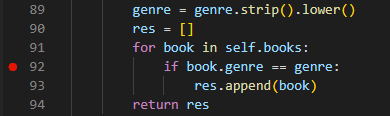 89 genre = genre.strip().lower()
90 res = []
91 for book in self.books:
92 if book.genre == genre:
93 res.append(book)
94 return res